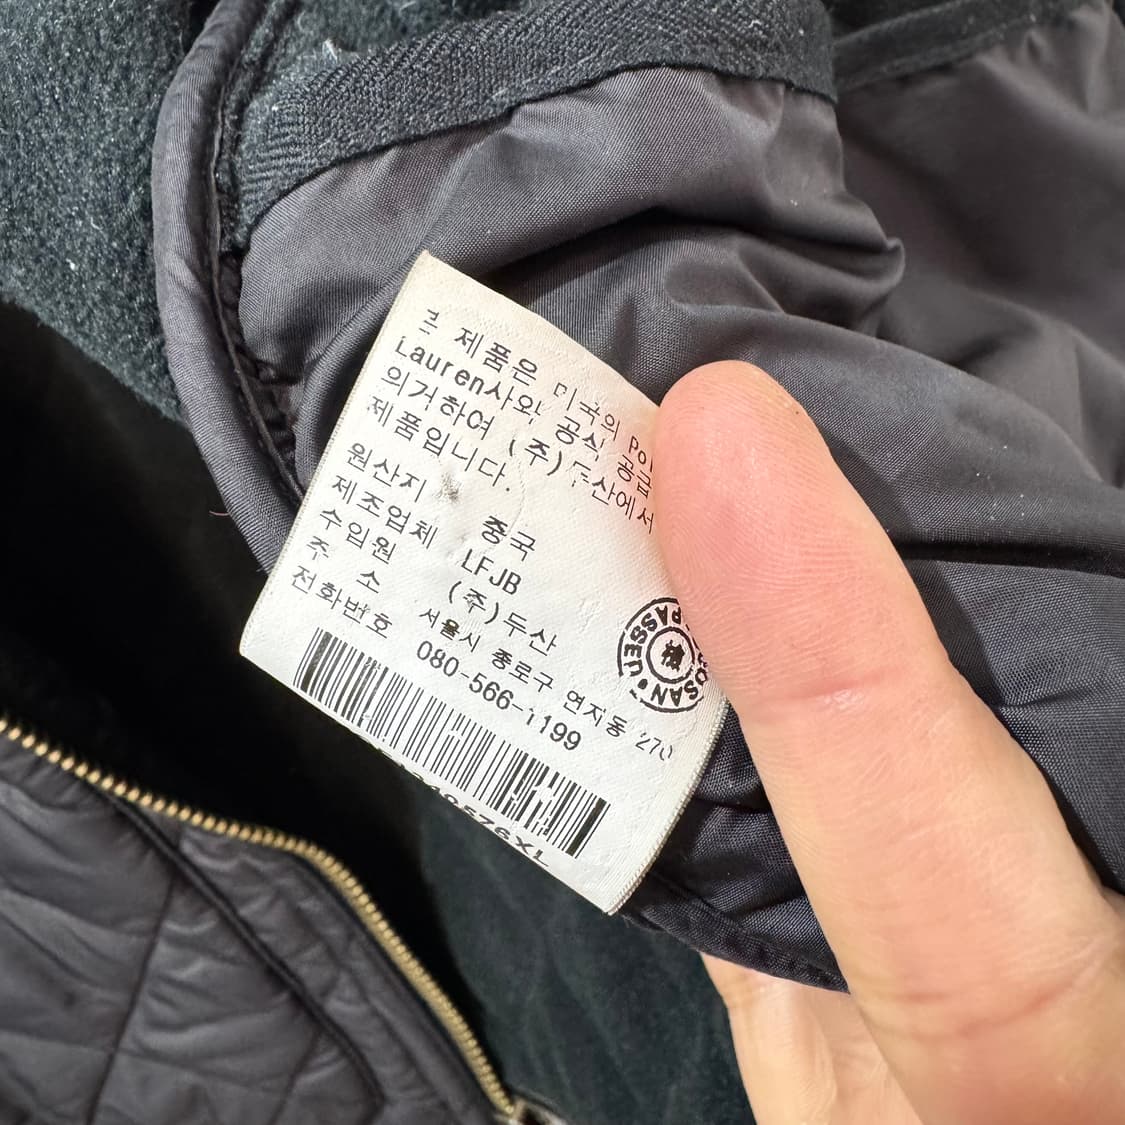 제품은 미국의 Pol
Lauren사와 공식 공급
의거하여 (주)두산에서
제품입니다.
원산지 중국
제조업체 LFJB
수입원 (주)두산
주 소 서울시 종로구 연지동 270
전화번호 080-566-1199
DOOSAN
PASSED